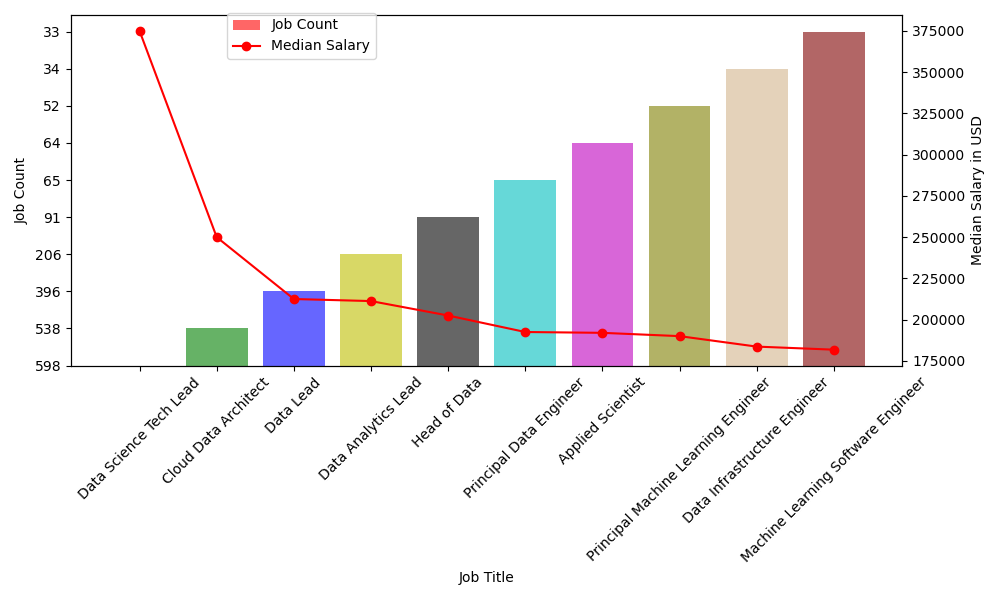 Job Count
Median Salary
Job Count
33
34
52
64
65
91
206
396
538
598
375000
350000
325000
300000
275000
250000
225000
200000
175000
Median Salary in USD
Data Science Tech Lead
Cloud Data Architect
Data Lead
Data Analytics Lead
Head of Data
Principal Data Engineer
Applied Scientist
Principal Machine Learning Engineer
Data Infrastructure Engineer
Machine Learning Software Engineer
Job Title